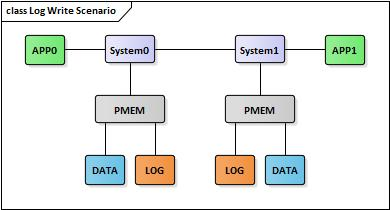 class Log Write Scenario
APP0
System0
System1
APP1
PMEM
PMEM
DATA
LOG
LOG
DATA